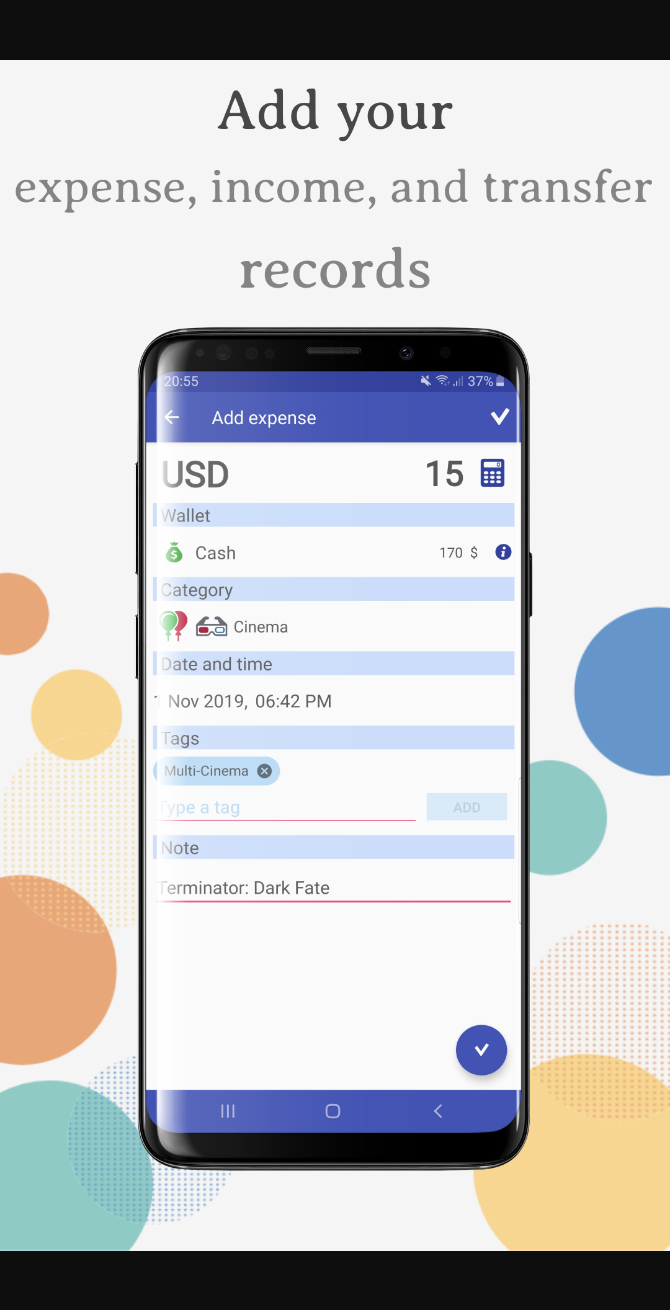 Add your
expense, income, and transfer
records
20:55 37%
Add expense
USD 15
Wallet
Cash 170 $
Category
Cinema
Date and time
1 Nov 2019, 06:42 PM
Tags
Multi-Cinema
Type a tag ADD
Note
Terminator: Dark Fate